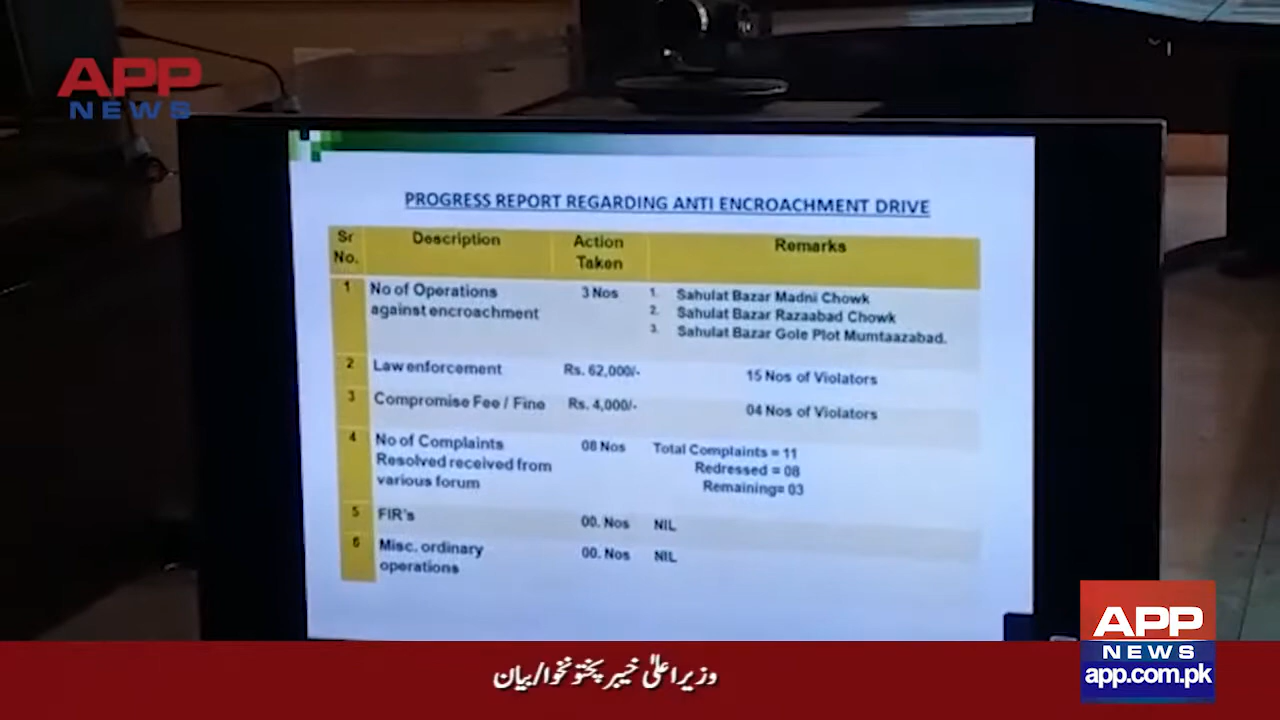 APP
NEWS
PROGRESS REPORT REGARDING ANTI ENCROACHMENT DRIVE
Sr No. Description Action Taken Remarks
1 No of Operations against encroachment 3 Nos
1. Sahulat Bazar Madni Chowk
2. Sahulat Bazar Razaabad Chowk
3. Sahulat Bazar Gole Plot Mumtaazabad.
2 Law enforcement Rs. 62,000/- 15 Nos of Violators
3 Compromise Fee / Fine Rs. 4,000/- 04 Nos of Violators
4 No of Complaints Resolved received from various forum 08 Nos
Total Complaints = 11
Redressed = 08
Remaining= 03
5 FIR's 00. Nos NIL
6 Misc. ordinary operations 00. Nos NIL
وزیراعلیٰ خیبر پختونخوا/بیان
APP
NEWS
app.com.pk